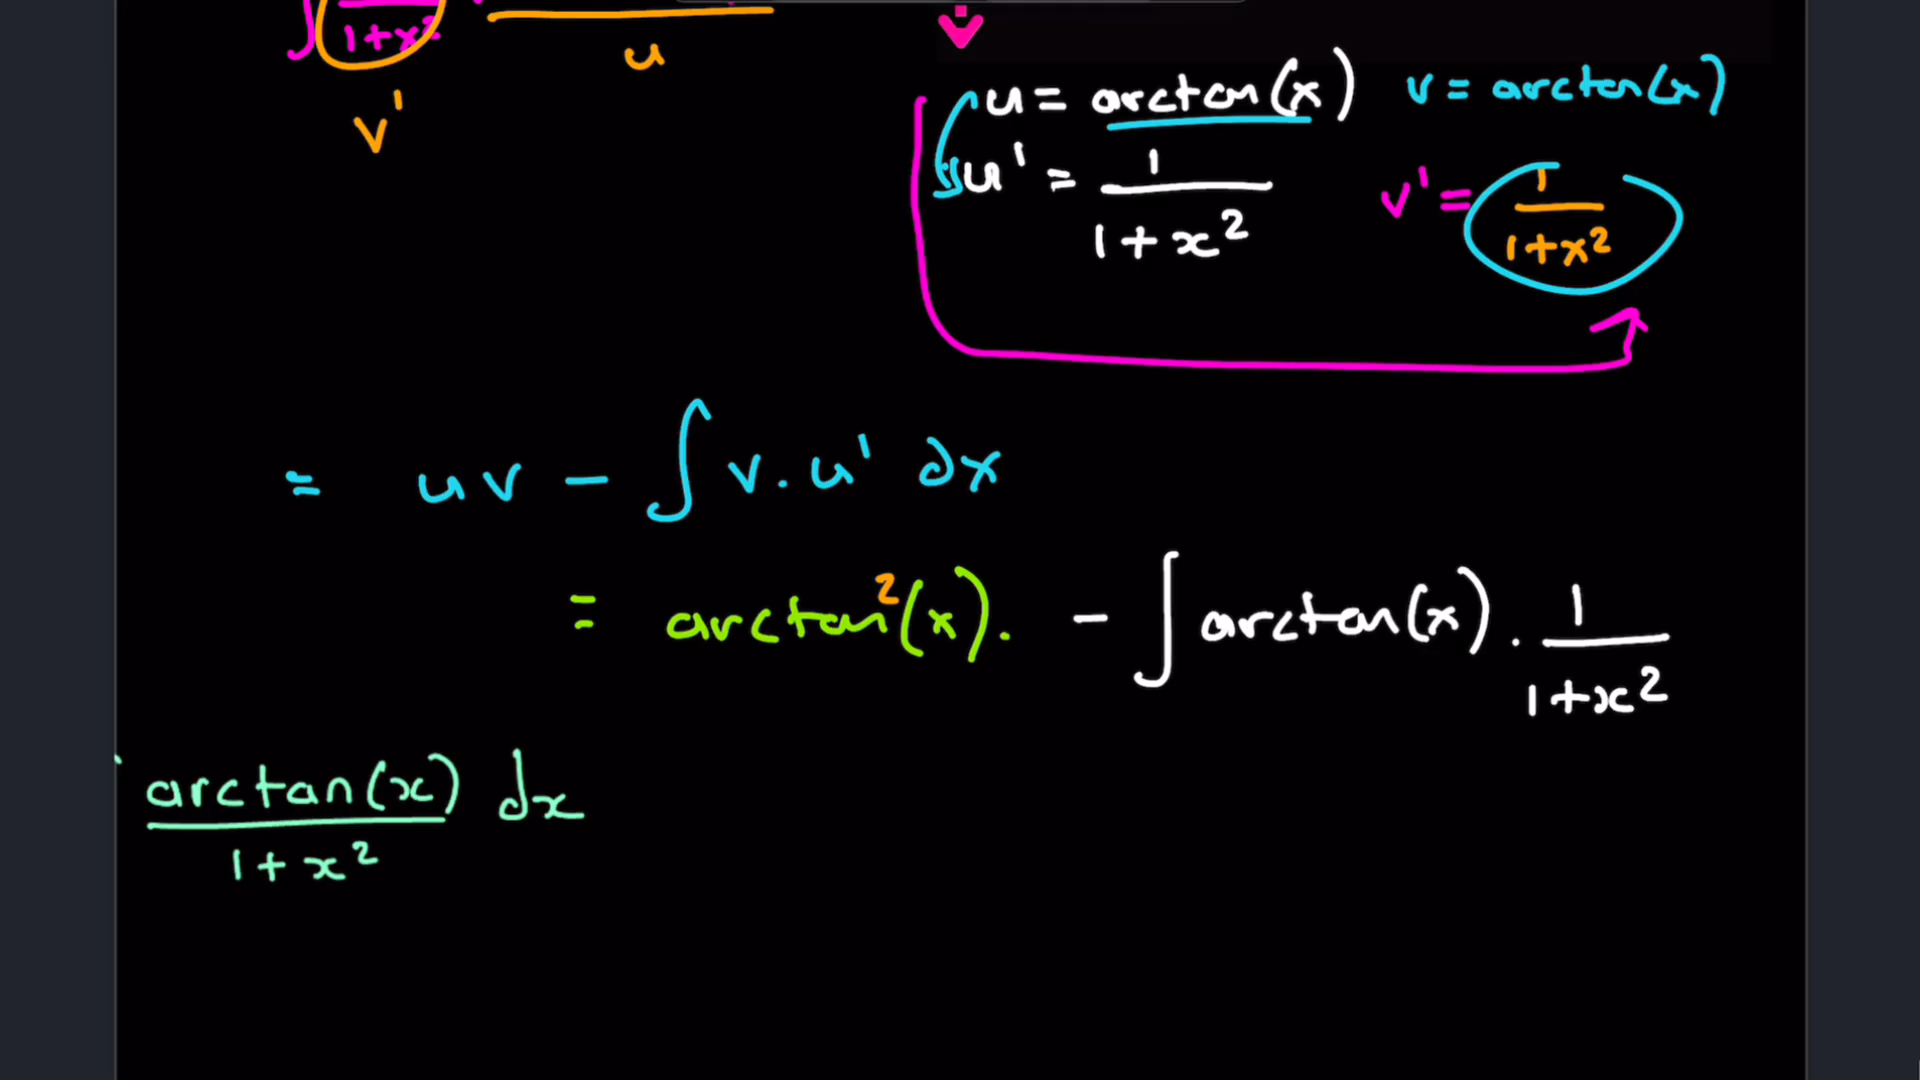 ∫ 1+x²
u
v'
u = arctan(x) v = arctan(x)
u' = 1/(1+x²) v' = 1/(1+x²)
= uv - ∫ v. u' dx
= arctan²(x). - ∫ arctan(x) . 1/(1+x²)
arctan(x)/(1+x²) dx